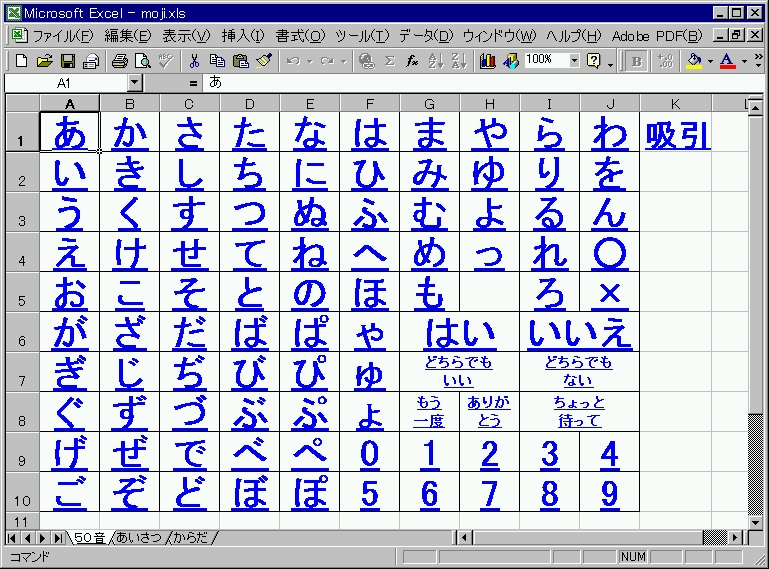 Microsoft Excel - moji.xls
ファイル(F) 編集(E) 表示(V) 挿入(I) 書式(O) ツール(T) データ(D) ウィンドウ(W) ヘルプ(H) Adobe PDF(B)
100%
A1 = あ
A B C D E F G H I J K L
1 あ か さ た な は ま や ら わ 吸引
2 い き し ち に ひ み ゆ り を
3 う く す つ ぬ ふ む よ る ん
4 え け せ て ね へ め っ れ ○
5 お こ そ と の ほ も ろ ×
6 が ざ だ ば ぱ ゃ はい いいえ
7 ぎ じ ぢ び ぴ ゅ どちらでも いい どちらでも ない
8 ぐ ず づ ぶ ぷ ょ もう 一度 ありが とう ちょっと 待って
9 げ ぜ で べ ぺ 0 1 2 3 4
10 ご ぞ ど ぼ ぽ 5 6 7 8 9
11
50音 あいさつ からだ
コマンド NUM